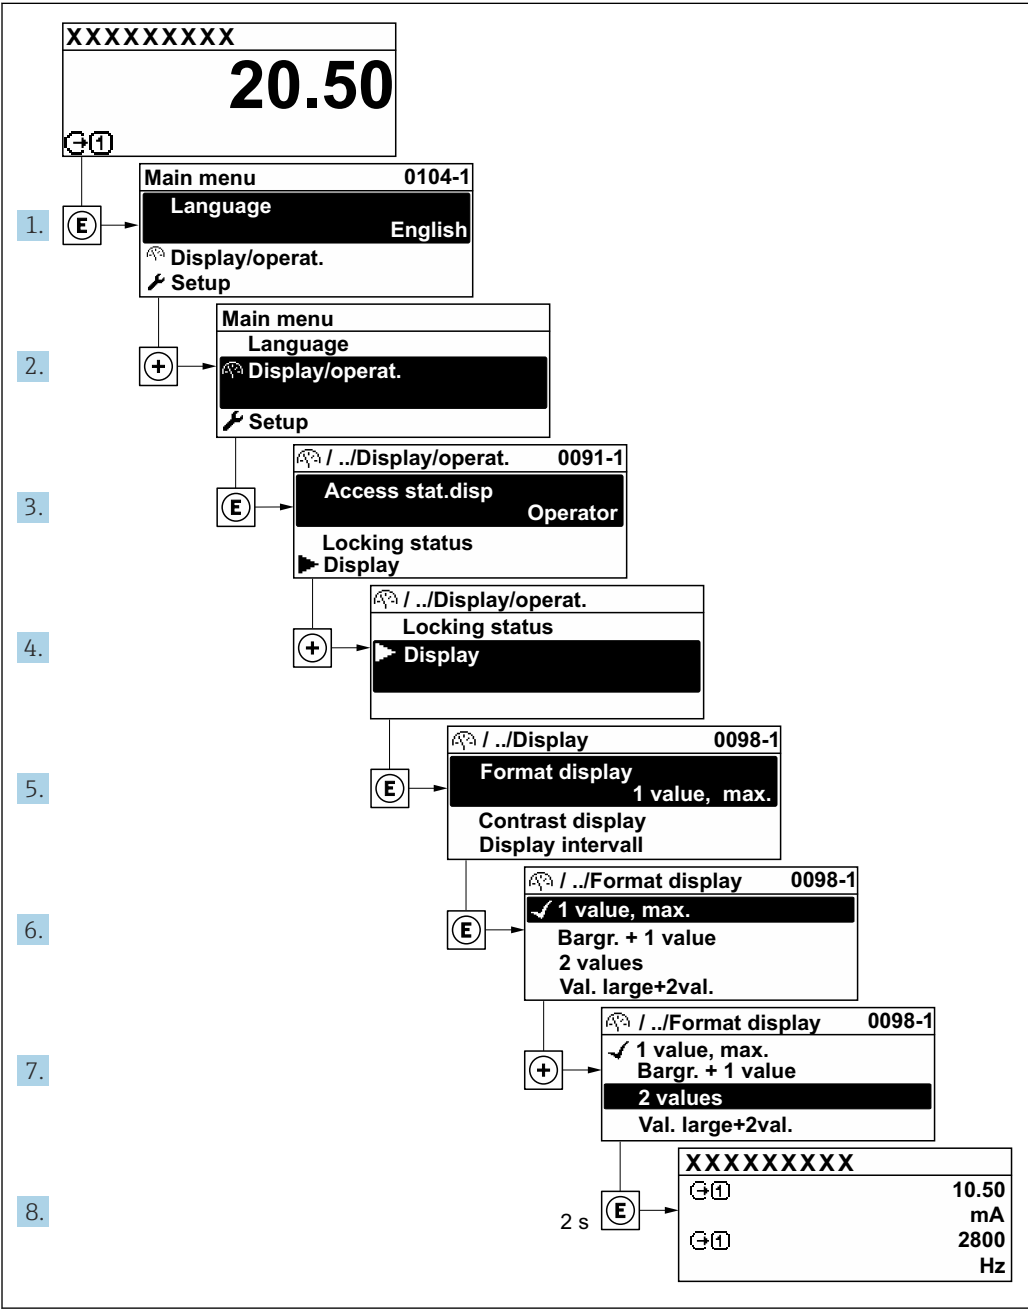 XXXXXXXXX
20.50
1
Main menu 0104-1
Language
English
Display/operat.
Setup
1. E
Main menu
Language
Display/operat.
Setup
2. +
/ ../Display/operat. 0091-1
Access stat.disp
Operator
Locking status
Display
3. E
/ ../Display/operat.
Locking status
Display
4. +
/ ../Display 0098-1
Format display
1 value, max.
Contrast display
Display intervall
5. E
/ ../Format display 0098-1
1 value, max.
Bargr. + 1 value
2 values
Val. large+2val.
6. E
/ ../Format display 0098-1
1 value, max.
Bargr. + 1 value
2 values
Val. large+2val.
7. +
XXXXXXXXX
1 10.50
mA
1 2800
Hz
8. 2 s E